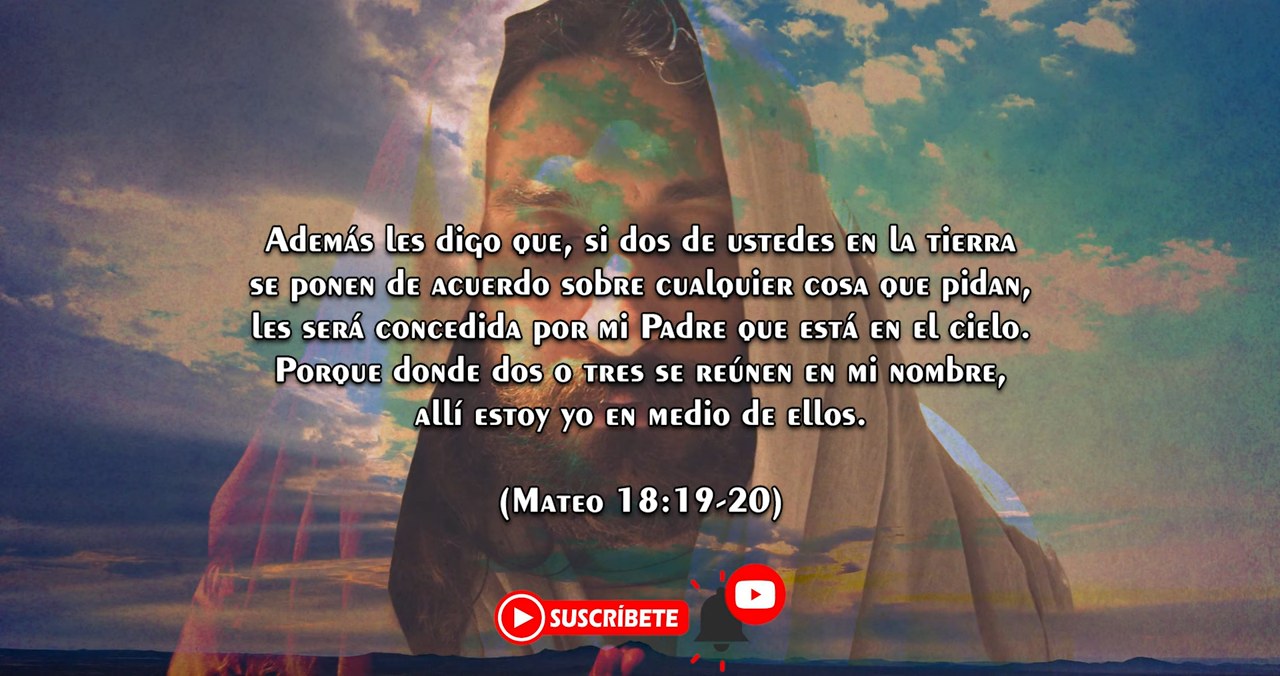 Además les digo que, si dos de ustedes en la tierra
se ponen de acuerdo sobre cualquier cosa que pidan,
les será concedida por mi Padre que está en el cielo.
Porque donde dos o tres se reúnen en mi nombre,
allí estoy yo en medio de ellos.
(Mateo 18:19-20)
SUSCRÍBETE